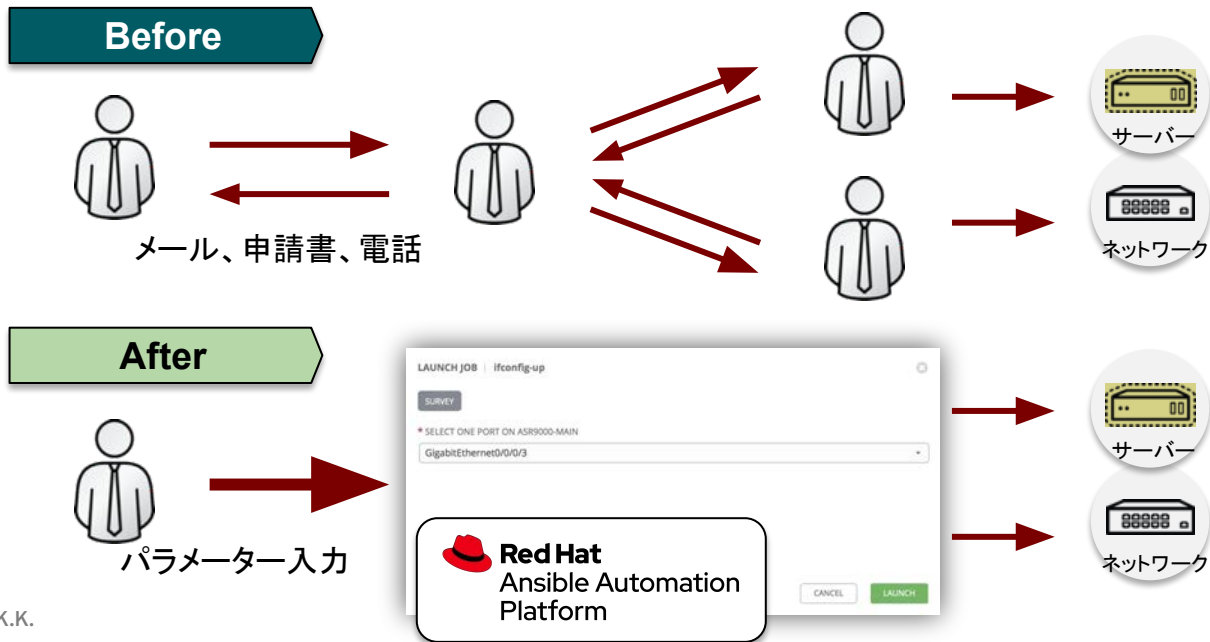 Before
サーバー
ネットワーク
メール、申請書、電話
After
LAUNCH JOB | ifconfig-up
SURVEY
* SELECT ONE PORT ON ASR9000-MAIN
GigabitEthernet0/0/0/3
サーバー
ネットワーク
パラメーター入力
Red Hat
Ansible Automation
Platform
CANCEL
LAUNCH
K.K.